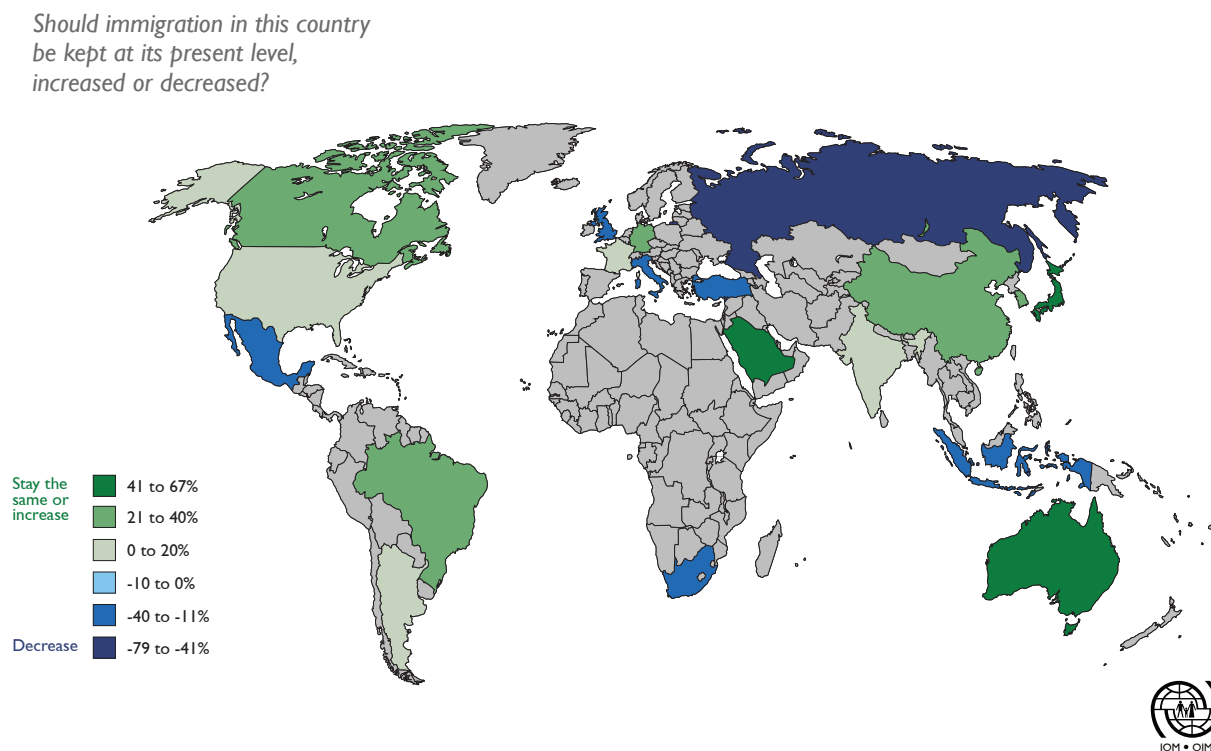 Should immigration in this country
be kept at its present level,
increased or decreased?
Stay the
same or
increase
41 to 67%
21 to 40%
0 to 20%
-10 to 0%
-40 to -11%
Decrease
-79 to -41%
IOM • OIM